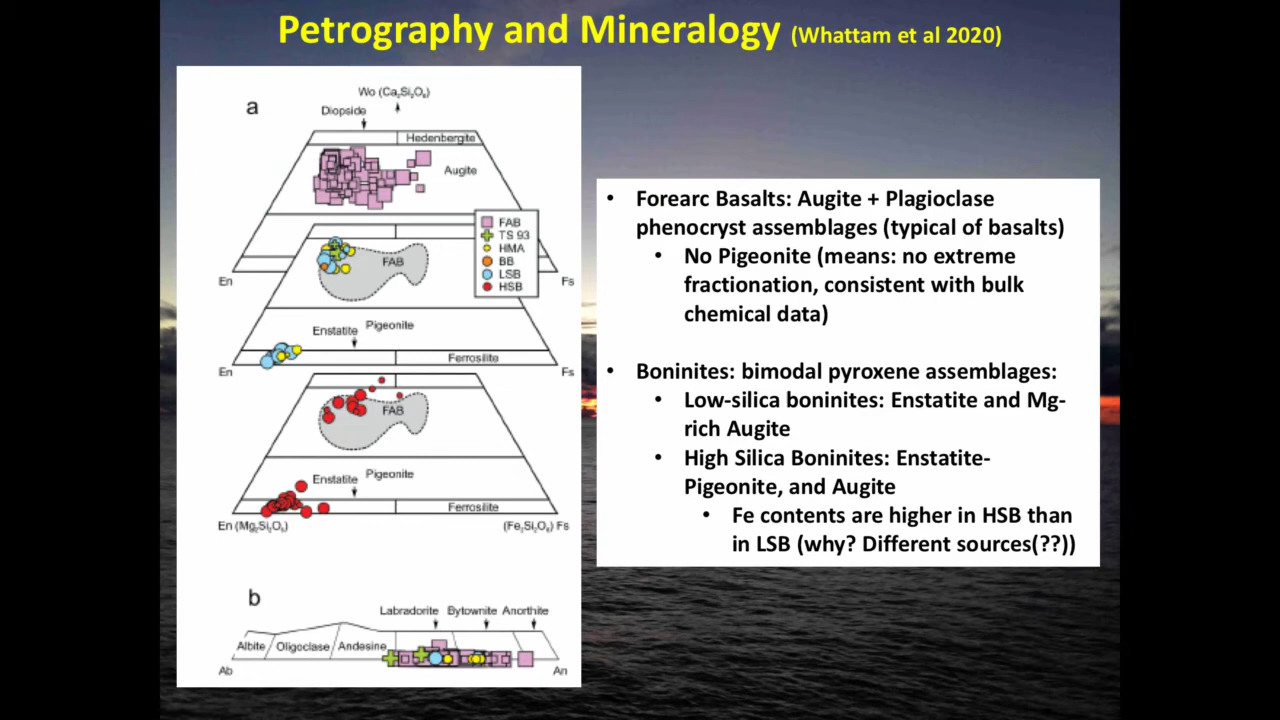 Petrography and Mineralogy (Whattam et al 2020)
a
Wo (Ca₂Si₂O₆)
Diopside
Hedenbergite
Augite
FAB
TS 93
HMA
BB
LSB
HSB
En
Fs
FAB
Enstatite Pigeonite
Ferrosilite
En
Fs
FAB
Enstatite Pigeonite
Ferrosilite
En (Mg₂Si₂O₆)
(Fe₂Si₂O₆) Fs
b
Labradorite Bytownite Anorthite
Albite Oligoclase Andesine
Ab
An
• Forearc Basalts: Augite + Plagioclase
phenocryst assemblages (typical of basalts)
• No Pigeonite (means: no extreme
fractionation, consistent with bulk
chemical data)
• Boninites: bimodal pyroxene assemblages:
• Low-silica boninites: Enstatite and Mg-
rich Augite
• High Silica Boninites: Enstatite-
Pigeonite, and Augite
• Fe contents are higher in HSB than
in LSB (why? Different sources(??))